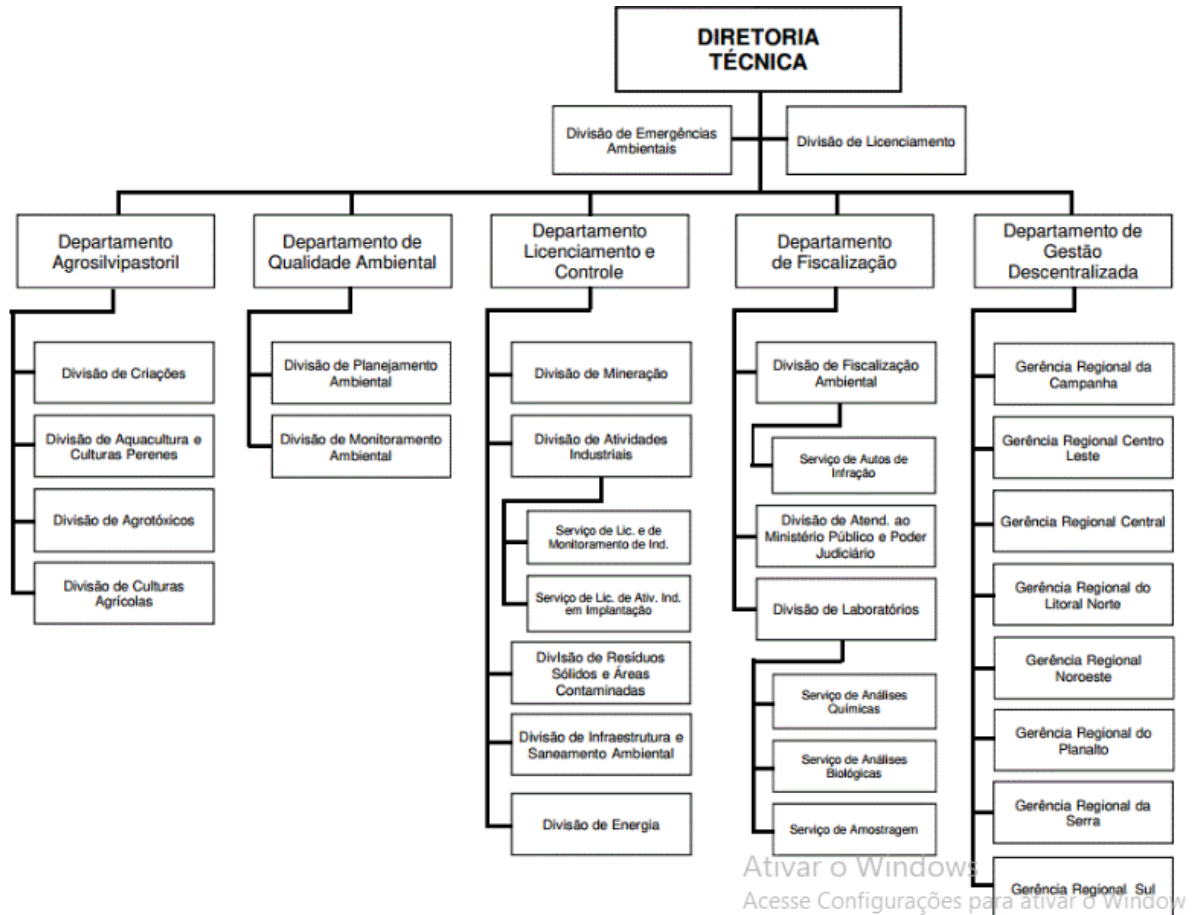 DIRETORIA
TÉCNICA
Divisão de Emergências
Ambientais
Divisão de Licenciamento
Departamento
Agrosilvipastoril
Departamento de
Qualidade Ambiental
Departamento
Licenciamento e
Controle
Departamento
de Fiscalização
Departamento de
Gestão
Descentralizada
Divisão de Criações
Divisão de Aquacultura e
Culturas Perenes
Divisão de Agrotóxicos
Divisão de Culturas
Agrícolas
Divisão de Planejamento
Ambiental
Divisão de Monitoramento
Ambiental
Divisão de Mineração
Divisão de Atividades
Industriais
Serviço de Lic. e de
Monitoramento de Ind.
Serviço de Lic. de Ativ. Ind.
em Implantação
DivIsão de Resíduos
Sólidos e Áreas
Contaminadas
Divisão de Infraestrutura e
Saneamento Ambiental
Divisão de Energia
Divisão de Fiscalização
Ambiental
Serviço de Autos de
Infração
Divisão de Atend. ao
Ministério Público e Poder
Judiciário
Divisão de Laboratórios
Serviço de Análises
Químicas
Serviço de Análises
Biológicas
Serviço de Amostragem
Gerência Regional da
Campanha
Gerência Regional Centro
Leste
Gerência Regional Central
Gerência Regional do
Litoral Norte
Gerência Regional
Noroeste
Gerência Regional do
Planalto
Gerência Regional da
Serra
Gerência Regional Sul
Ativar o Windows
Acesse Configurações para ativar o Window